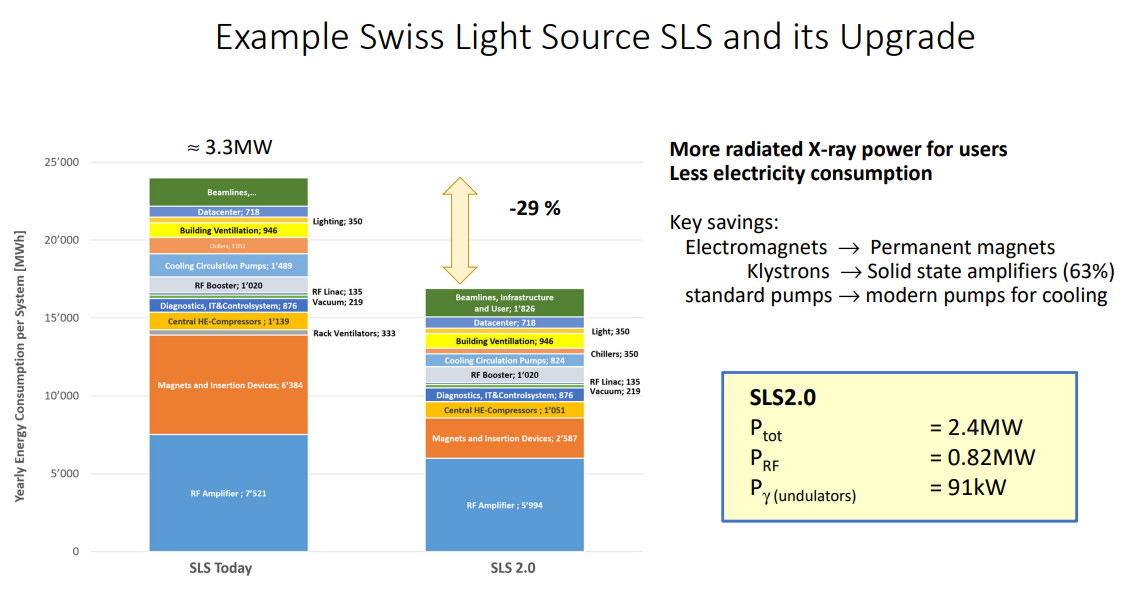 Example Swiss Light Source SLS and its Upgrade
≈ 3.3MW
Yearly Energy Consumption per System [MWh]
25'000
20'000
15'000
10'000
5'000
0
Beamlines,...
Datacenter; 718
Lighting; 350
Building Ventillation; 946
Chillers; 1'051
Cooling Circulation Pumps; 1'489
RF Booster; 1'020
RF Linac; 135
Vacuum; 219
Diagnostics, IT&Controlsystem; 876
Central HE-Compressors ; 1'139
Rack Ventilators; 333
Magnets and Insertion Devices; 6'384
RF Amplifier ; 7'521
SLS Today
-29 %
Beamlines, Infrastructure
and User; 1'826
Datacenter; 718
Light; 350
Building Ventillation; 946
Chillers; 350
Cooling Circulation Pumps; 824
RF Booster; 1'020
RF Linac; 135
Vacuum; 219
Diagnostics, IT&Controlsystem; 876
Central HE-Compressors ; 1'051
Magnets and Insertion Devices; 2'587
RF Amplifier ; 5'994
SLS 2.0
More radiated X-ray power for users
Less electricity consumption
Key savings:
Electromagnets → Permanent magnets
Klystrons → Solid state amplifiers (63%)
standard pumps → modern pumps for cooling
SLS2.0
Ptot = 2.4MW
PRF = 0.82MW
Pγ (undulators) = 91kW